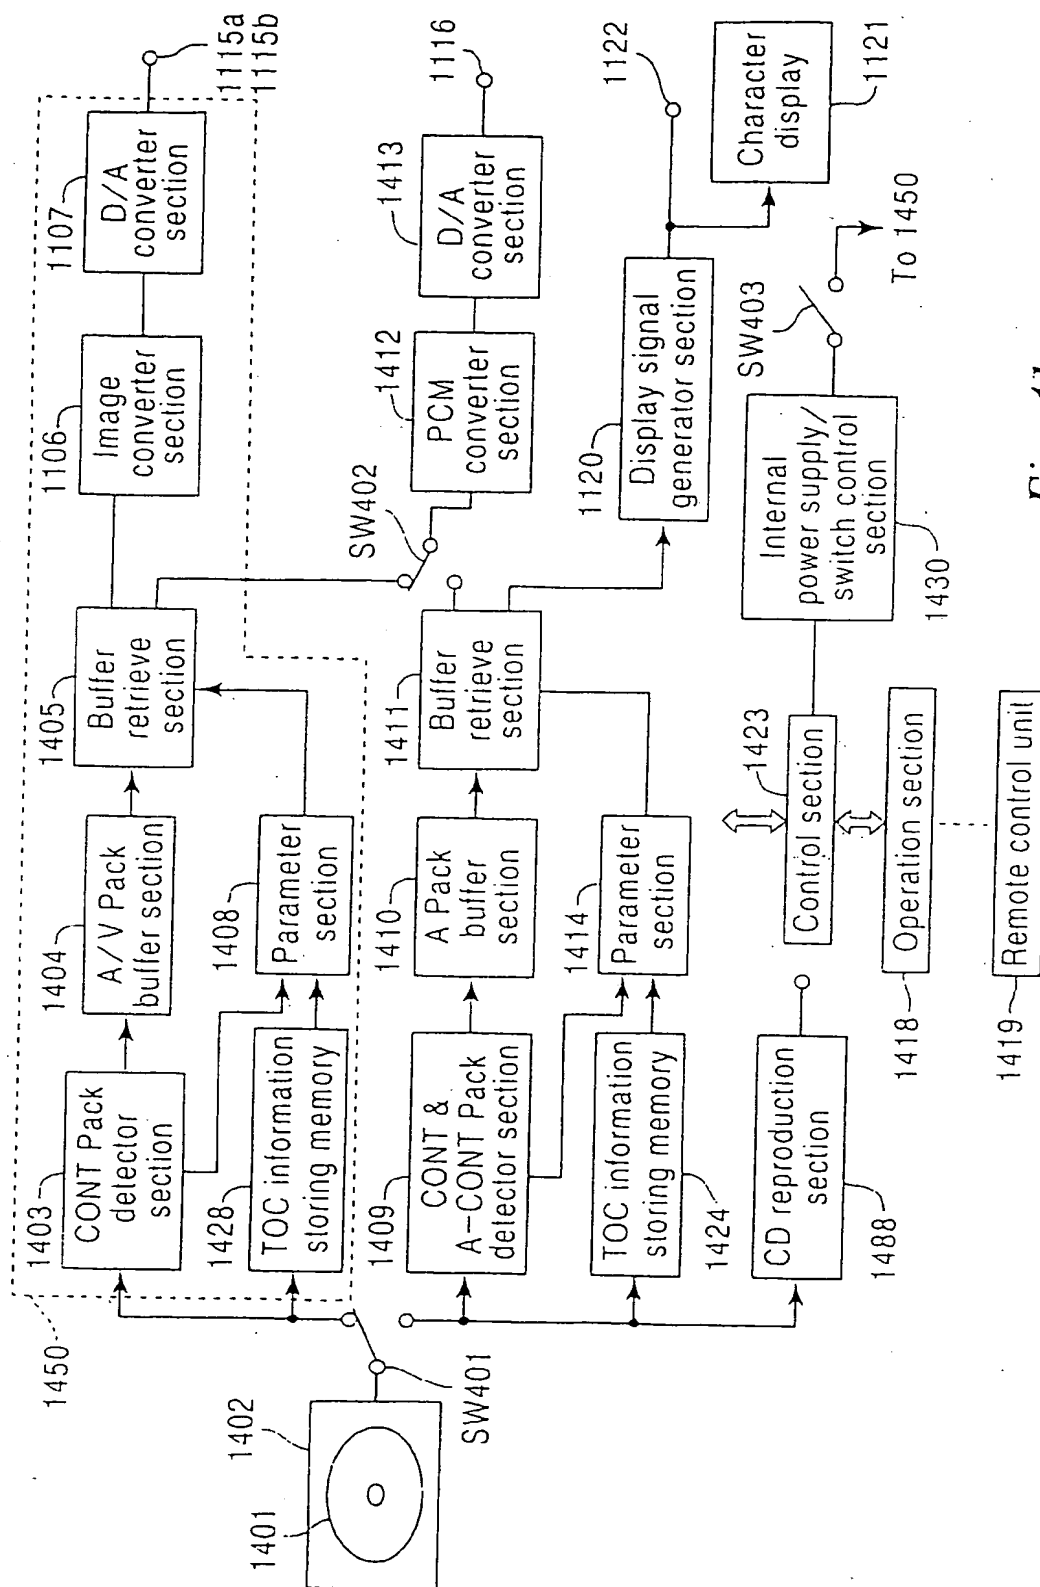 1450
1403
CONT Pack
detector
section
1404
A/V Pack
buffer section
1405
Buffer
retrieve
section
1106
Image
converter
section
1107
D/A
converter
section
1115a
1115b
1428
TOC information
storing memory
1408
Parameter
section
SW402
1412
PCM
converter
section
1413
D/A
converter
section
1116
1401
1402
SW401
1409
CONT &
A-CONT Pack
detector section
1410
A Pack
buffer
section
1411
Buffer
retrieve
section
1120
Display signal
generator section
1122
Character
display
1121
TOC information
storing memory
1424
1414
Parameter
section
CD reproduction
section
1488
1423
Control section
Internal
power supply/
switch control
section
1430
SW403
To 1450
Operation section
1418
Remote control unit
1419